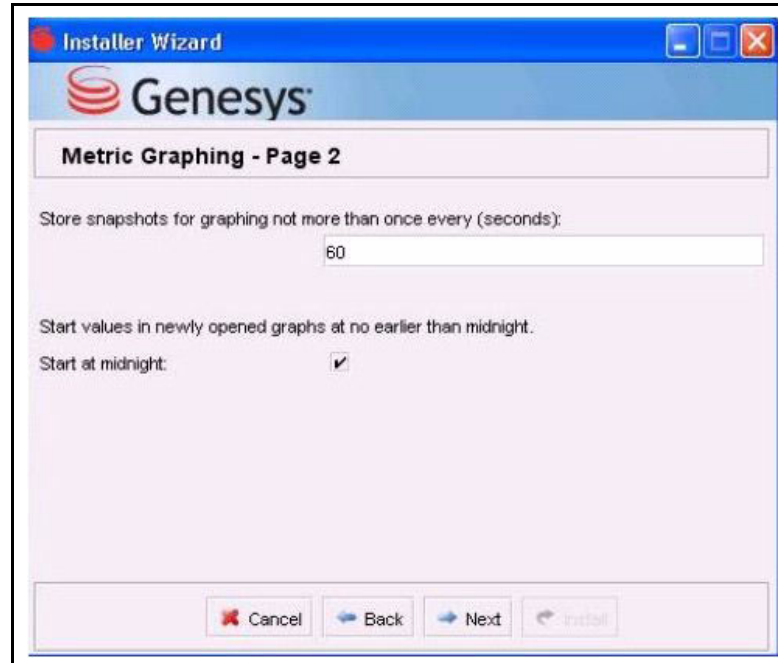 Installer Wizard
Genesys
Metric Graphing - Page 2
Store snapshots for graphing not more than once every (seconds):
60
Start values in newly opened graphs at no earlier than midnight.
Start at midnight:
Cancel Back Next Install